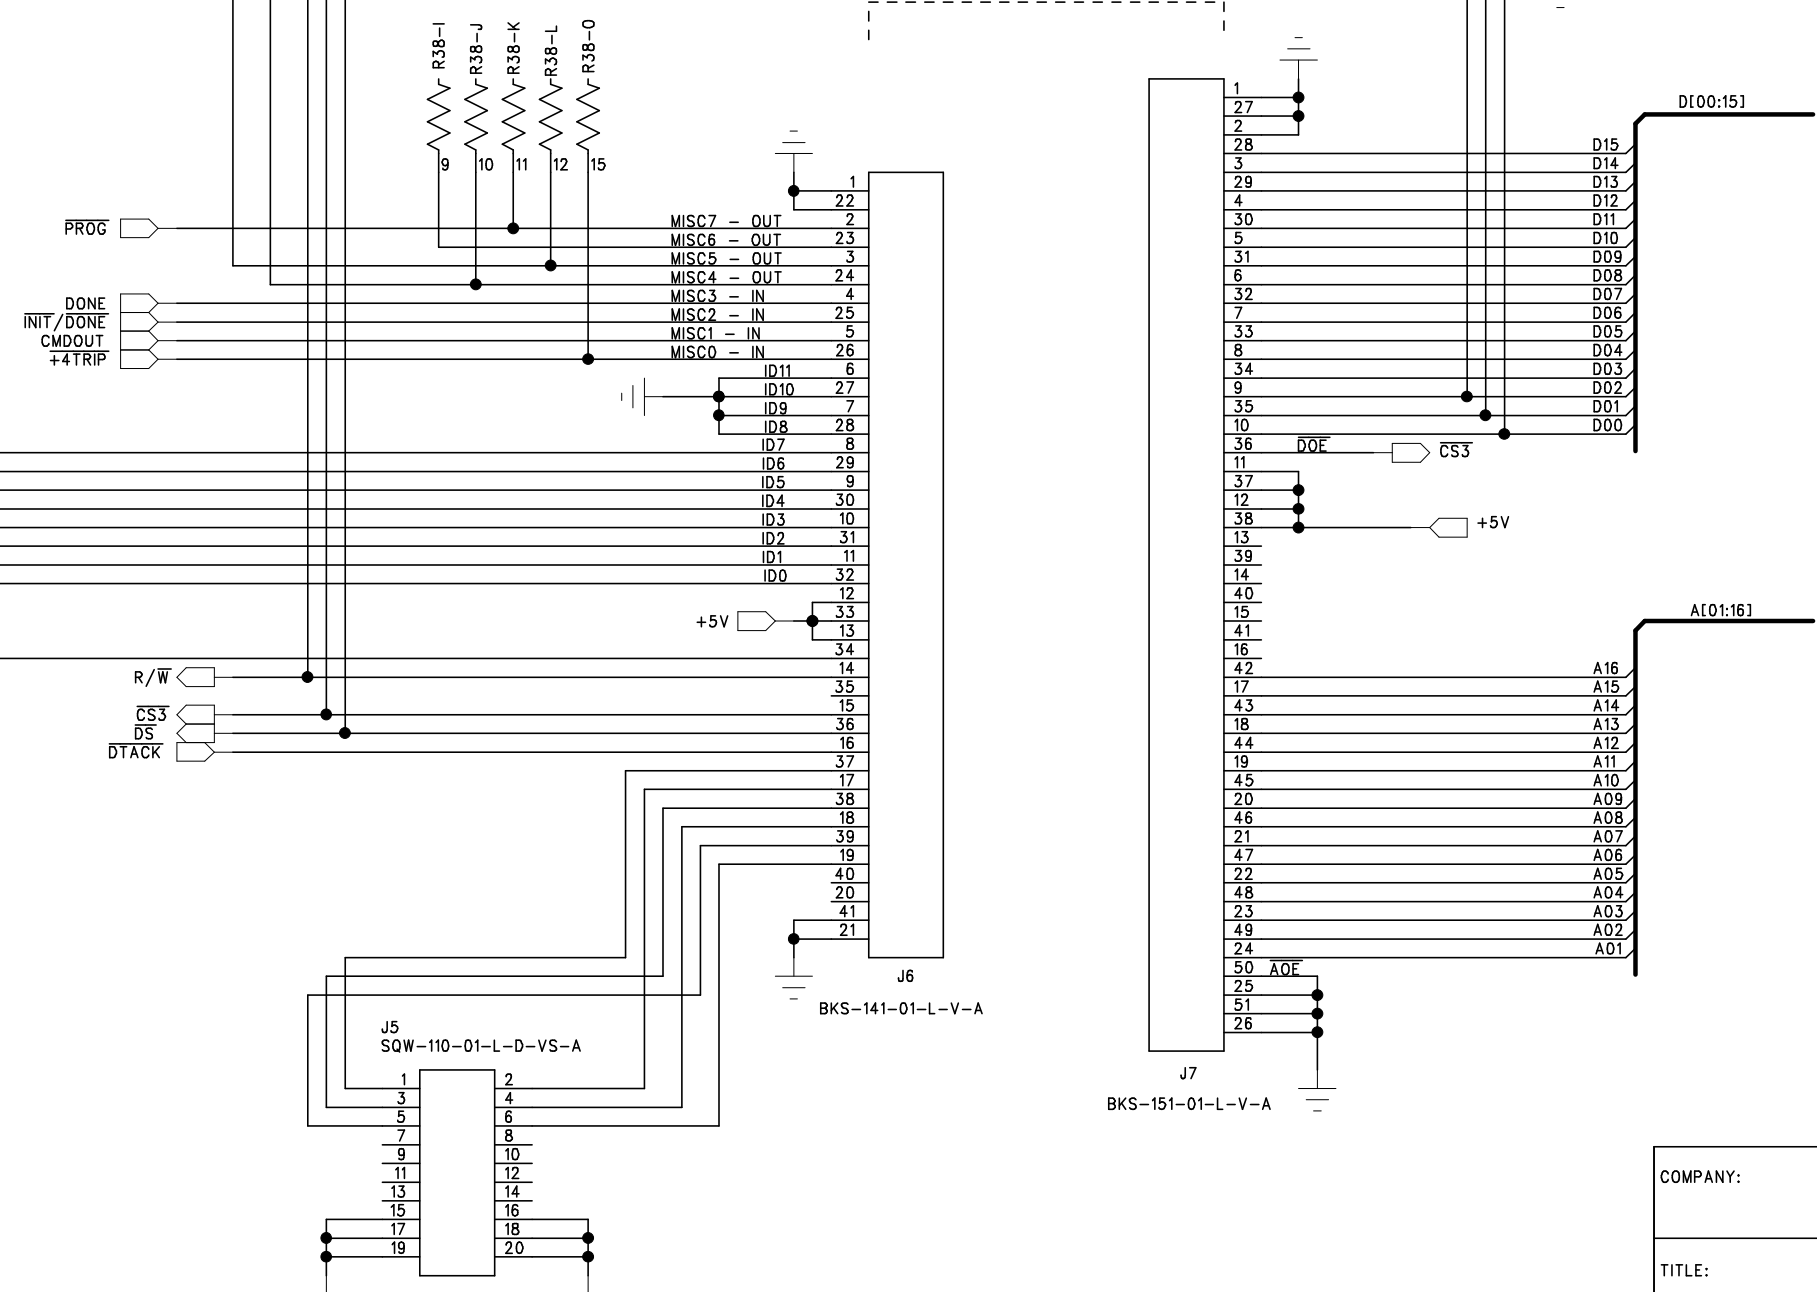 R38-I
R38-J
R38-K
R38-L
R38-O
9
10
11
12
15
PROG
DONE
INIT/DONE
CMDOUT
+4TRIP
MISC7 - OUT
MISC6 - OUT
MISC5 - OUT
MISC4 - OUT
MISC3 - IN
MISC2 - IN
MISC1 - IN
MISC0 - IN
ID11
ID10
ID9
ID8
ID7
ID6
ID5
ID4
ID3
ID2
ID1
ID0
+5V
R/W
CS3
DS
DTACK
1
22
2
23
3
24
4
25
5
26
6
27
7
28
8
29
9
30
10
31
11
32
12
33
13
34
14
35
15
36
16
37
17
38
18
39
19
40
20
41
21
J6
BKS-141-01-L-V-A
J5
SQW-110-01-L-D-VS-A
1 2
3 4
5 6
7 8
9 10
11 12
13 14
15 16
17 18
19 20
1
27
2
28
3
29
4
30
5
31
6
32
7
33
8
34
9
35
10
36
11
37
12
38
13
39
14
40
15
41
16
42
17
43
18
44
19
45
20
46
21
47
22
48
23
49
24
50
25
51
26
J7
BKS-151-01-L-V-A
D[00:15]
D15
D14
D13
D12
D11
D10
D09
D08
D07
D06
D05
D04
D03
D02
D01
D00
DOE
CS3
+5V
A[01:16]
A16
A15
A14
A13
A12
A11
A10
A09
A08
A07
A06
A05
A04
A03
A02
A01
AOE
COMPANY:
TITLE: